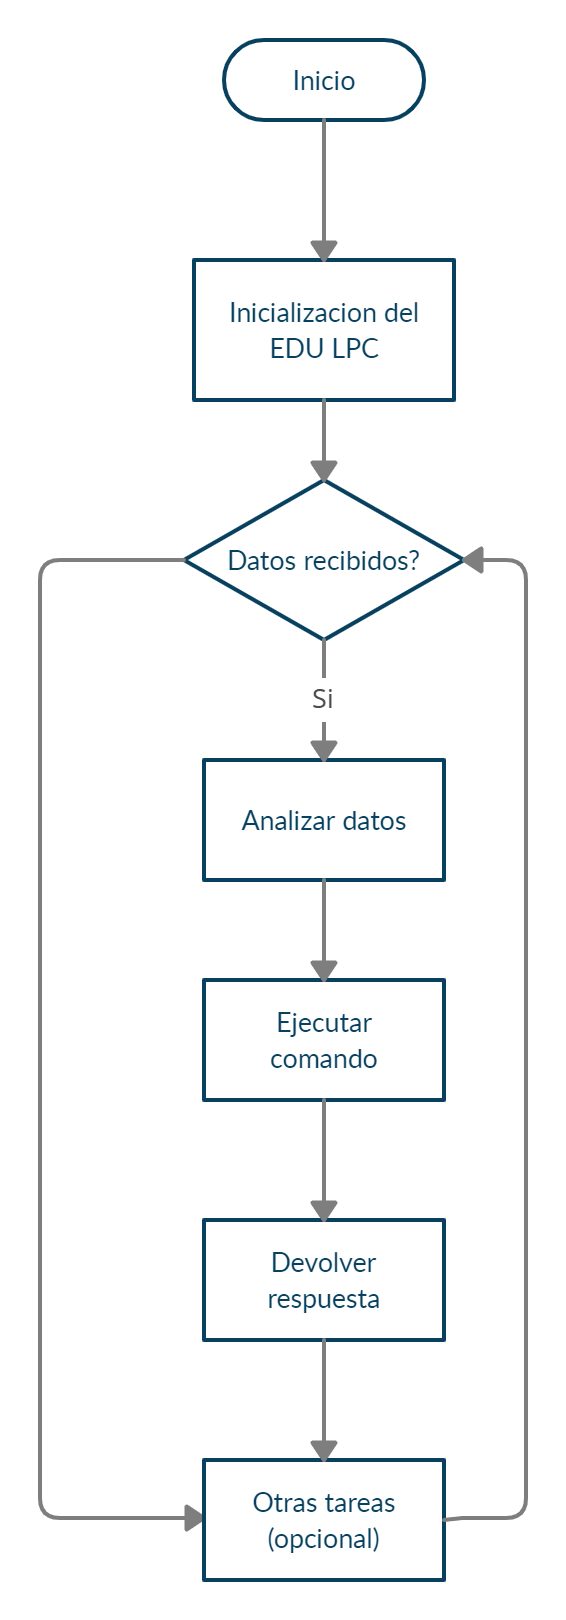 Inicio
Inicializacion del
EDU LPC
Datos recibidos?
Si
Analizar datos
Ejecutar
comando
Devolver
respuesta
Otras tareas
(opcional)